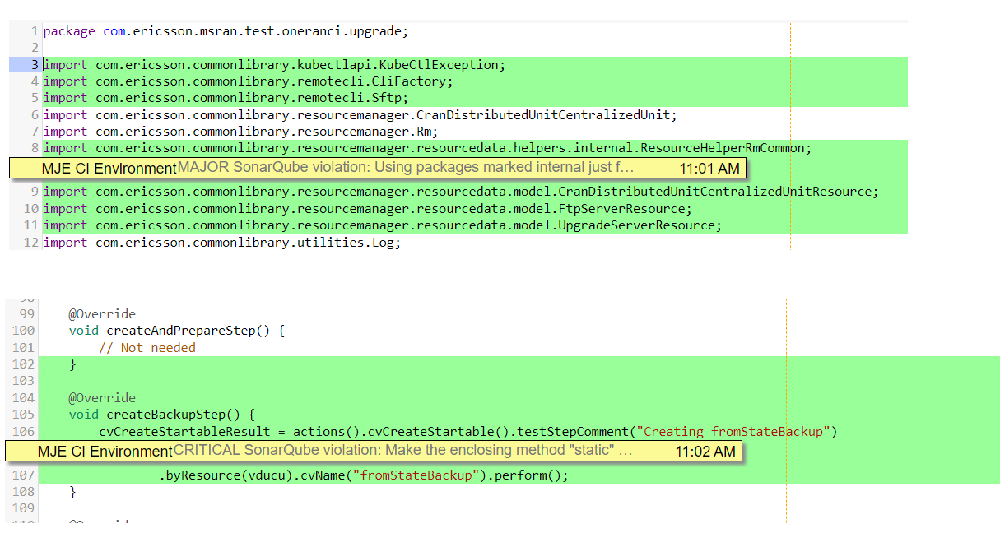 1 package com.ericsson.msran.test.oneranci.upgrade;
2
3 import com.ericsson.commonlibrary.kubectlapi.KubeCtlException;
4 import com.ericsson.commonlibrary.remotecli.CliFactory;
5 import com.ericsson.commonlibrary.remotecli.Sftp;
6 import com.ericsson.commonlibrary.resourcemanager.CranDistributedUnitCentralizedUnit;
7 import com.ericsson.commonlibrary.resourcemanager.Rm;
8 import com.ericsson.commonlibrary.resourcemanager.resourcedata.helpers.internal.ResourceHelperRmCommon;
MJE CI Environment MAJOR SonarQube violation: Using packages marked internal just f… 11:01 AM
9 import com.ericsson.commonlibrary.resourcemanager.resourcedata.model.CranDistributedUnitCentralizedUnitResource;
10 import com.ericsson.commonlibrary.resourcemanager.resourcedata.model.FtpServerResource;
11 import com.ericsson.commonlibrary.resourcemanager.resourcedata.model.UpgradeServerResource;
12 import com.ericsson.commonlibrary.utilities.Log;
99 @Override
100 void createAndPrepareStep() {
101 // Not needed
102 }
103
104 @Override
105 void createBackupStep() {
106 cvCreateStartableResult = actions().cvCreateStartable().testStepComment("Creating fromStateBackup")
MJE CI Environment CRITICAL SonarQube violation: Make the enclosing method "static" … 11:02 AM
107 .byResource(vducu).cvName("fromStateBackup").perform();
108 }
109